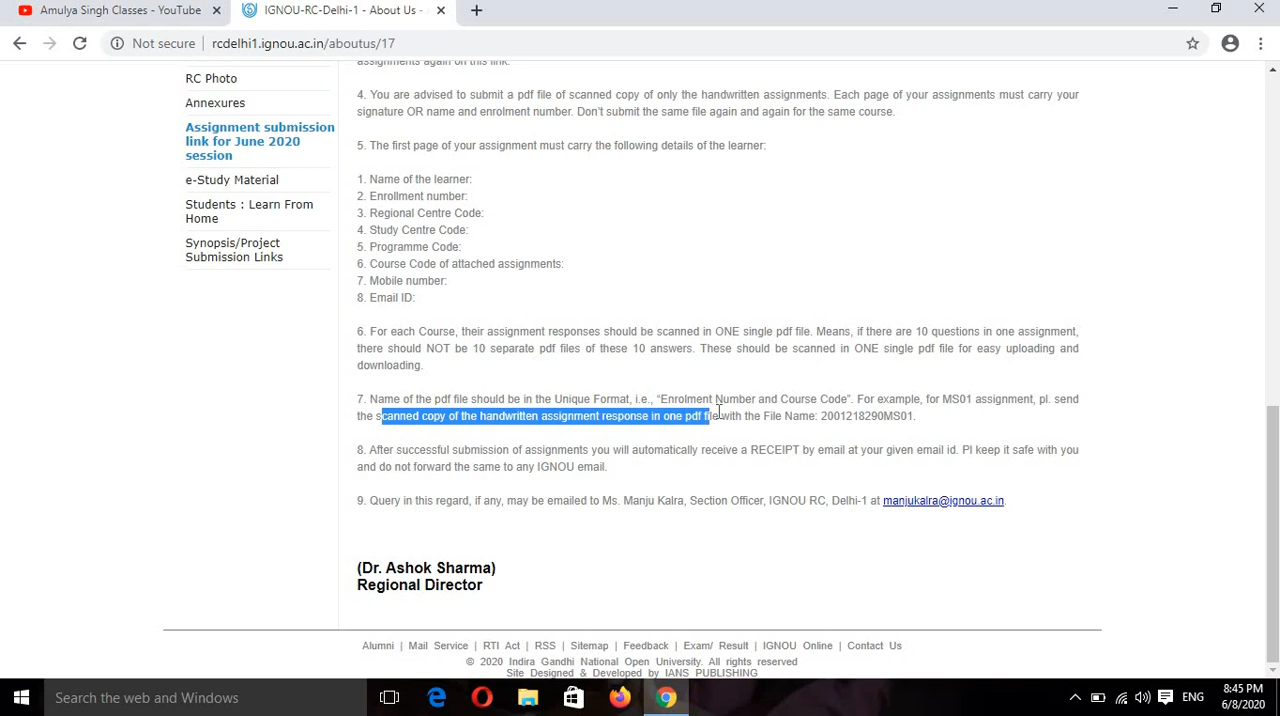 Amulya Singh Classes - YouTube
IGNOU-RC-Delhi-1 - About Us -
Not secure | rcdelhi1.ignou.ac.in/aboutus/17
RC Photo
Annexures
Assignment submission
link for June 2020
session
e-Study Material
Students : Learn From
Home
Synopsis/Project
Submission Links
assignments again on this link.
4. You are advised to submit a pdf file of scanned copy of only the handwritten assignments. Each page of your assignments must carry your
signature OR name and enrolment number. Don't submit the same file again and again for the same course.
5. The first page of your assignment must carry the following details of the learner:
1. Name of the learner:
2. Enrollment number:
3. Regional Centre Code:
4. Study Centre Code:
5. Programme Code:
6. Course Code of attached assignments:
7. Mobile number:
8. Email ID:
6. For each Course, their assignment responses should be scanned in ONE single pdf file. Means, if there are 10 questions in one assignment,
there should NOT be 10 separate pdf files of these 10 answers. These should be scanned in ONE single pdf file for easy uploading and
downloading.
7. Name of the pdf file should be in the Unique Format, i.e., “Enrolment Number and Course Code”. For example, for MS01 assignment, pl. send
the scanned copy of the handwritten assignment response in one pdf file with the File Name: 2001218290MS01.
8. After successful submission of assignments you will automatically receive a RECEIPT by email at your given email id. Pl keep it safe with you
and do not forward the same to any IGNOU email.
9. Query in this regard, if any, may be emailed to Ms. Manju Kalra, Section Officer, IGNOU RC, Delhi-1 at manjukalra@ignou.ac.in.
(Dr. Ashok Sharma)
Regional Director
Alumni | Mail Service | RTI Act | RSS | Sitemap | Feedback | Exam/ Result | IGNOU Online | Contact Us
© 2020 Indira Gandhi National Open University. All rights reserved
Site Designed & Developed by IANS PUBLISHING
Search the web and Windows
ENG
8:45 PM
6/8/2020